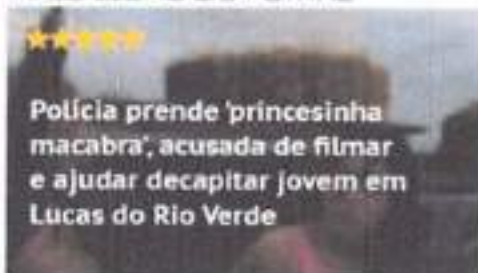 Polícia prende 'princesinha
macabra', acusada de filmar
e ajudar decapitar jovem em
Lucas do Rio Verde